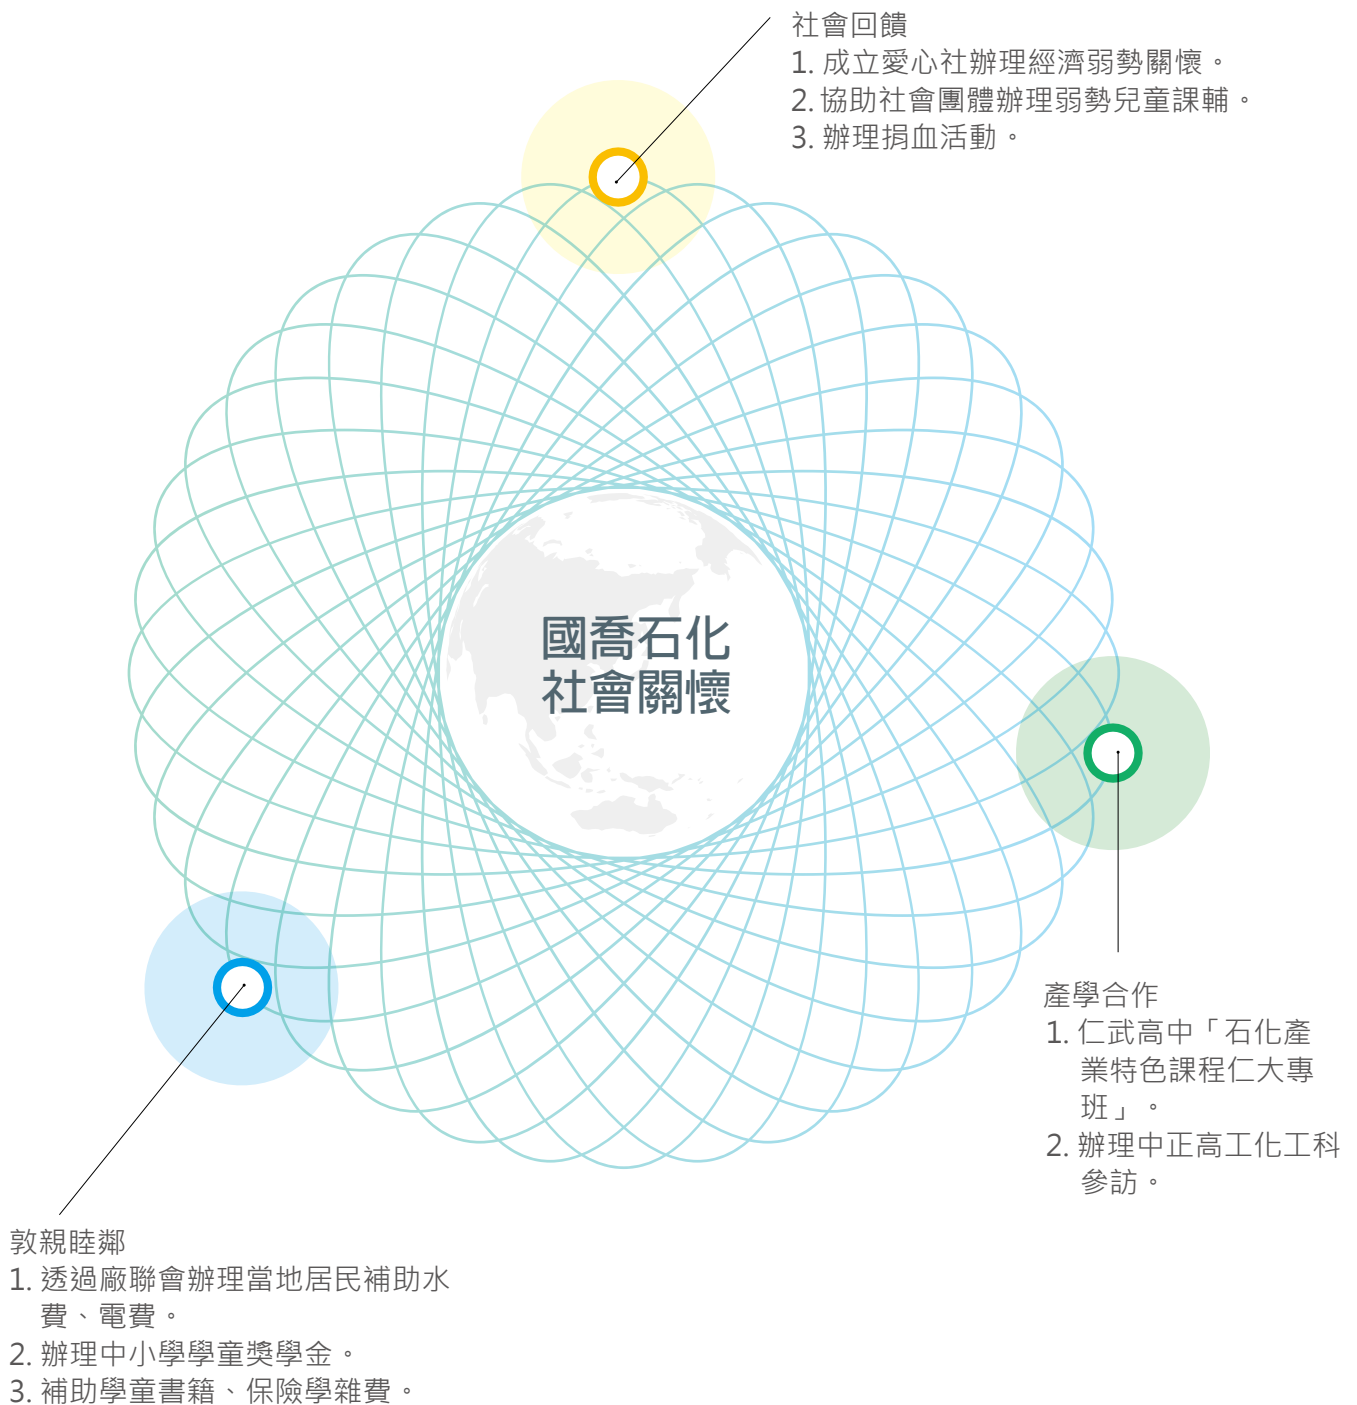 社會回饋
1. 成立愛心社辦理經濟弱勢關懷。
2. 協助社會團體辦理弱勢兒童課輔。
3. 辦理捐血活動。
國喬石化
社會關懷
產學合作
1. 仁武高中「石化產
業特色課程仁大專
班」。
2. 辦理中正高工化工科
參訪。
敦親睦鄰
1. 透過廠聯會辦理當地居民補助水
費、電費。
2. 辦理中小學學童獎學金。
3. 補助學童書籍、保險學雜費。